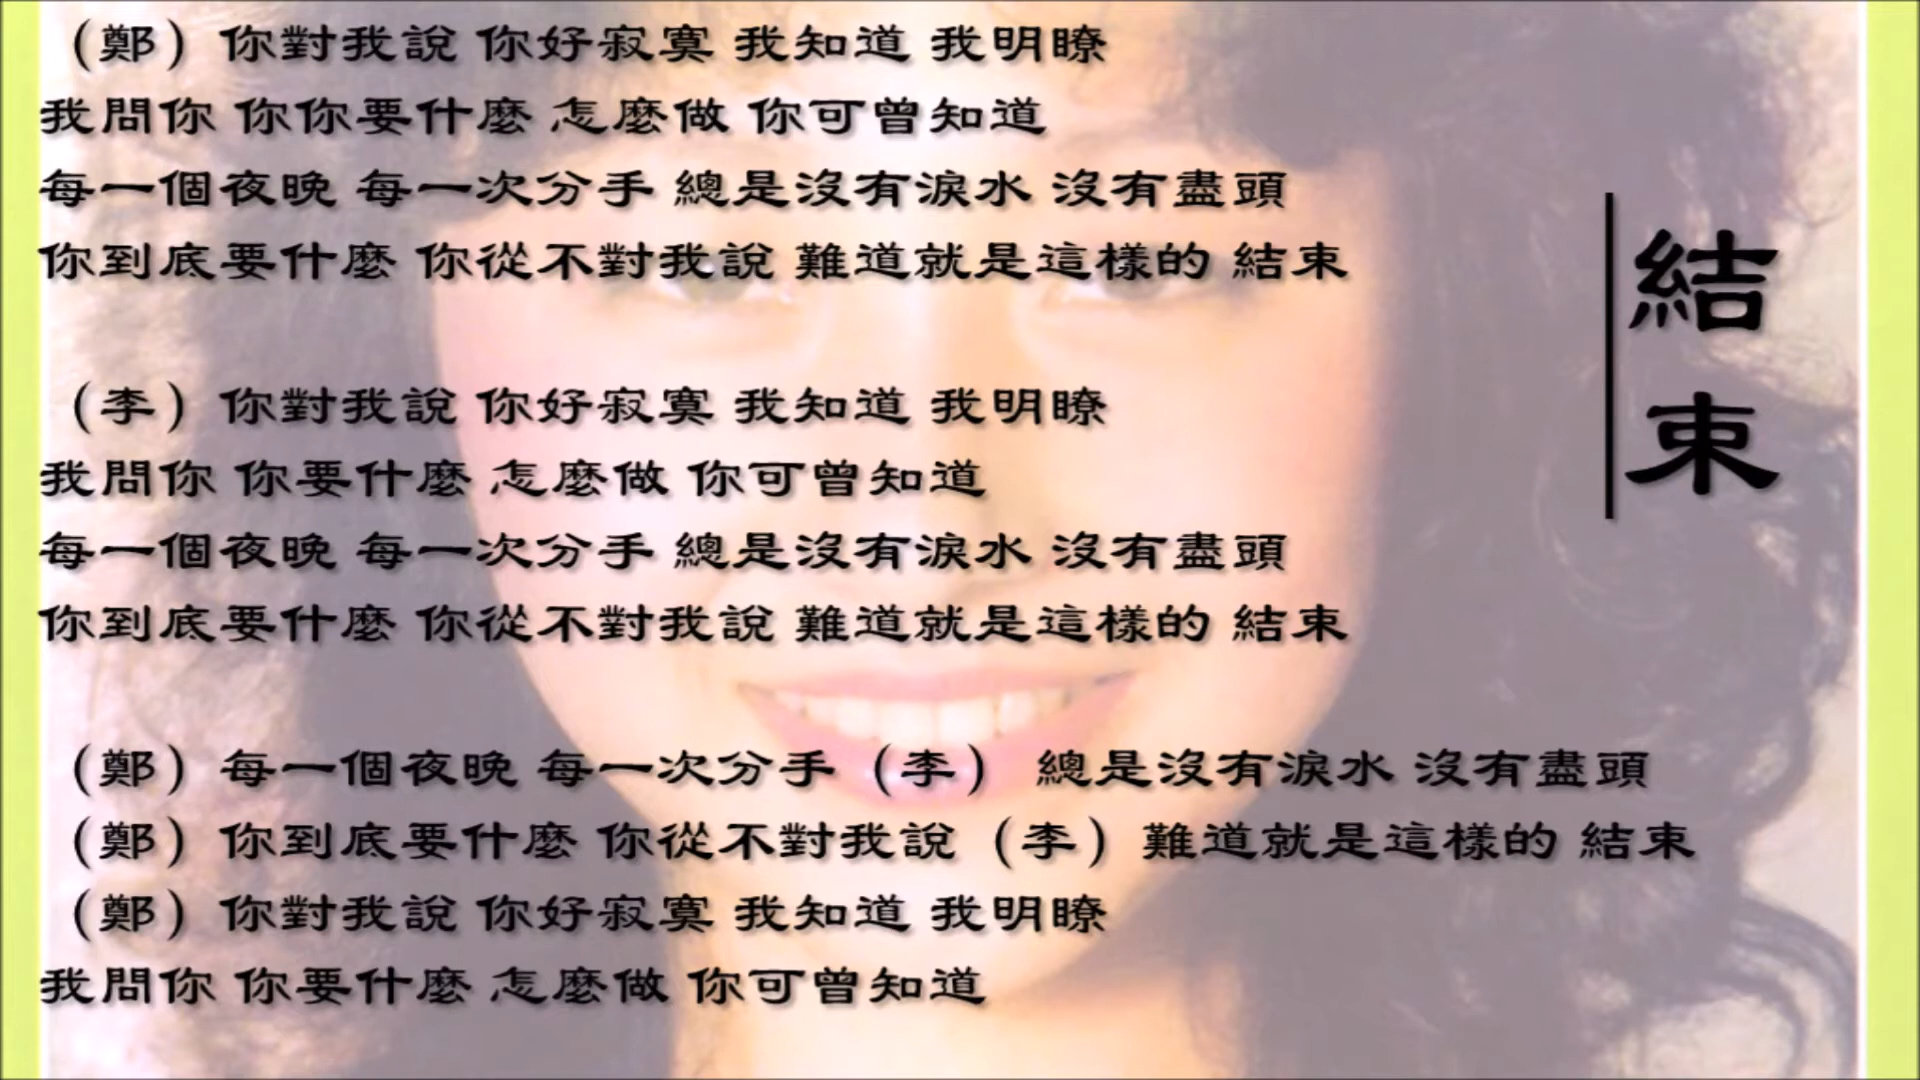 （鄭）你對我說 你好寂寞 我知道 我明瞭
我問你 你你要什麼 怎麼做 你可曾知道
每一個夜晚 每一次分手 總是沒有淚水 沒有盡頭
你到底要什麼 你從不對我說 難道就是這樣的 結束
（李）你對我說 你好寂寞 我知道 我明瞭
我問你 你要什麼 怎麼做 你可曾知道
每一個夜晚 每一次分手 總是沒有淚水 沒有盡頭
你到底要什麼 你從不對我說 難道就是這樣的 結束
（鄭）每一個夜晚 每一次分手（李） 總是沒有淚水 沒有盡頭
（鄭）你到底要什麼 你從不對我說（李）難道就是這樣的 結束
（鄭）你對我說 你好寂寞 我知道 我明瞭
我問你 你要什麼 怎麼做 你可曾知道
結束